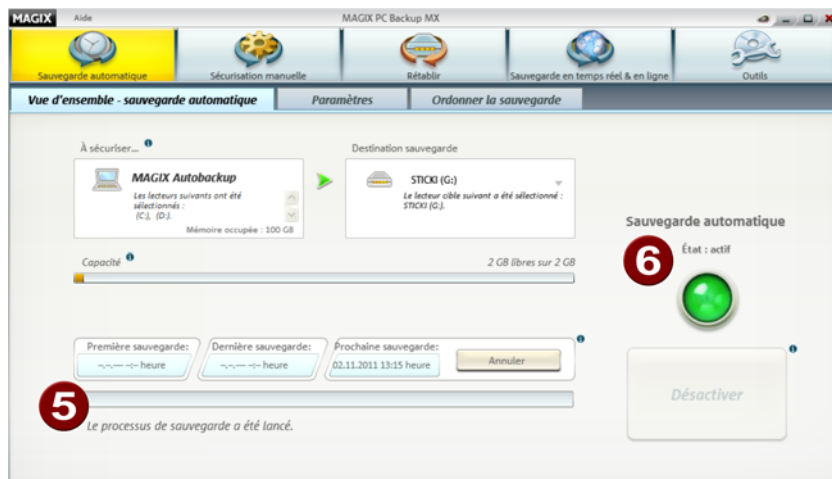 MAGIX Aide MAGIX PC Backup MX
Sauvegarde automatique
Sécurisation manuelle
Rétablir
Sauvegarde en temps réel & en ligne
Outils
Vue d'ensemble - sauvegarde automatique
Paramètres
Ordonner la sauvegarde
À sécuriser...
MAGIX Autobackup
Les lecteurs suivants ont été
sélectionnés :
(C:), (D:).
Mémoire occupée : 100 GB
Destination sauvegarde
STICKI (G:)
Le lecteur cible suivant a été sélectionné :
STICKI (G:).
Capacité
2 GB libres sur 2 GB
Sauvegarde automatique
6
État : actif
Première sauvegarde:
--.--.---- --:-- heure
Dernière sauvegarde:
--.--.---- --:-- heure
Prochaine sauvegarde:
02.11.2011 13:15 heure
Annuler
Désactiver
5
Le processus de sauvegarde a été lancé.